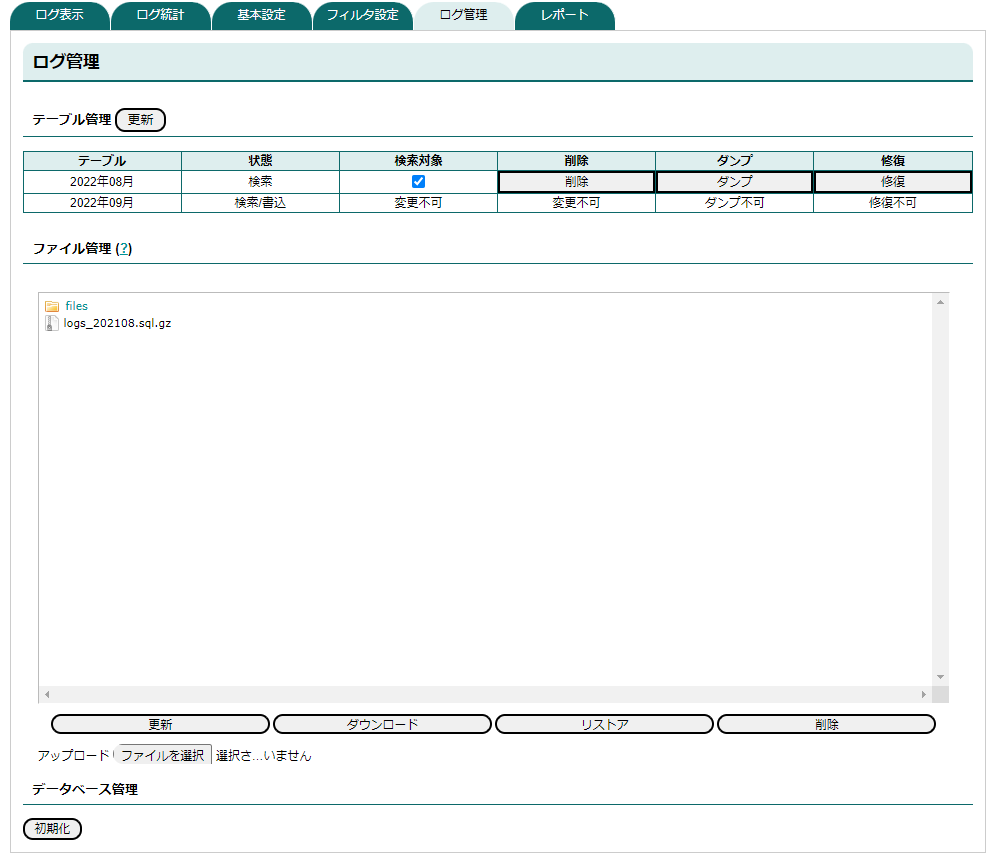 ログ表示 ログ統計 基本設定 フィルタ設定 ログ管理 レポート
ログ管理
テーブル管理 更新
テーブル 状態 検索対象 削除 ダンプ 修復
2022年08月 検索 削除 ダンプ 修復
2022年09月 検索/書込 変更不可 変更不可 ダンプ不可 修復不可
ファイル管理 (?)
files
logs_202108.sql.gz
更新 ダウンロード リストア 削除
アップロード ファイルを選択 選択さ...いません
データベース管理
初期化